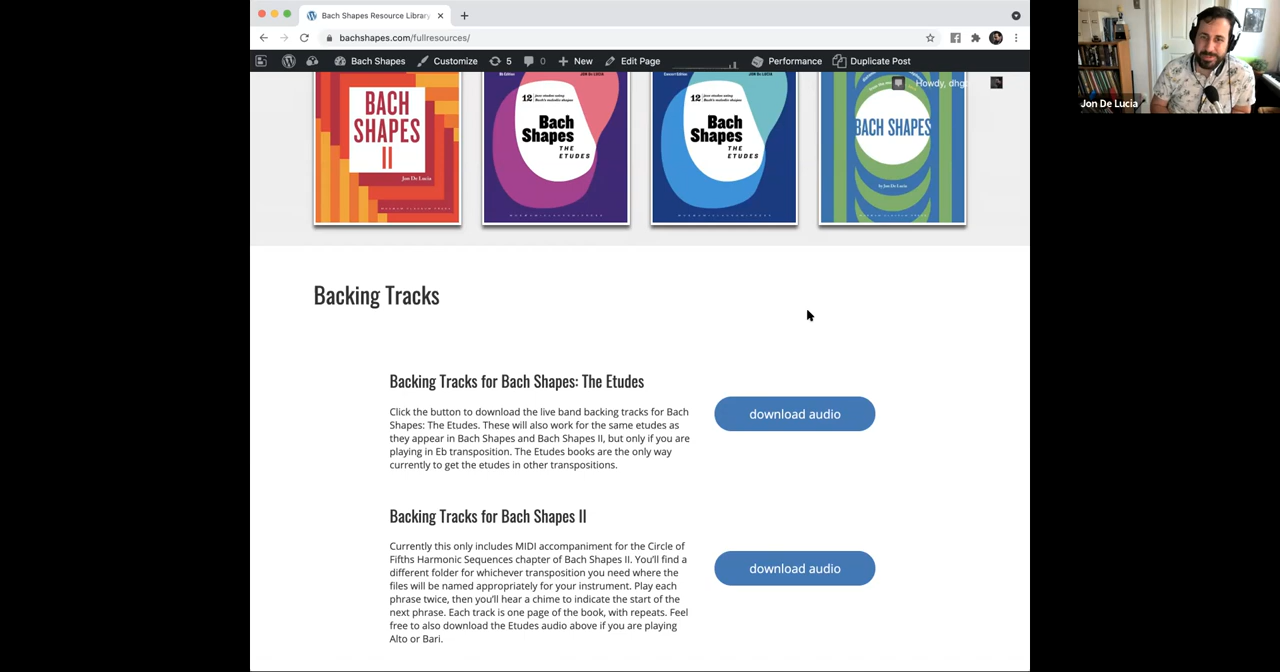 Bach Shapes Resource Library
bachshapes.com/fullresources/
Bach Shapes Customize 5 0 New Edit Page Performance Duplicate Post
Howdy, dhg
BACH
SHAPES
II
Jon De Lucia
12
Bach
Shapes
THE
ETUDES
12
Bach
Shapes
THE
ETUDES
BACH SHAPES
by Jon De Lucia
Jon De Lucia
Backing Tracks
Backing Tracks for Bach Shapes: The Etudes
Click the button to download the live band backing tracks for Bach
Shapes: The Etudes. These will also work for the same etudes as
they appear in Bach Shapes and Bach Shapes II, but only if you are
playing in Eb transposition. The Etudes books are the only way
currently to get the etudes in other transpositions.
download audio
Backing Tracks for Bach Shapes II
Currently this only includes MIDI accompaniment for the Circle of
Fifths Harmonic Sequences chapter of Bach Shapes II. You'll find a
different folder for whichever transposition you need where the
files will be named appropriately for your instrument. Play each
phrase twice, then you'll hear a chime to indicate the start of the
next phrase. Each track is one page of the book, with repeats. Feel
free to also download the Etudes audio above if you are playing
Alto or Bari.
download audio